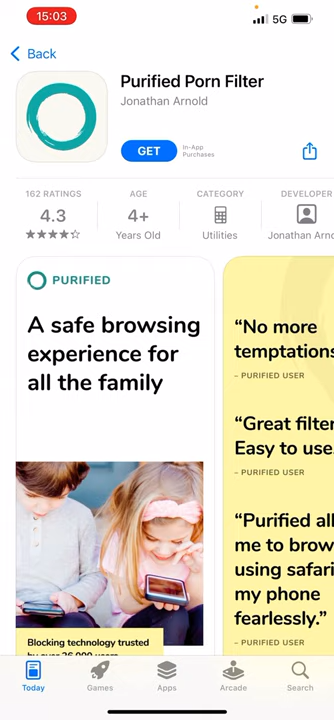 15:03
5G
Back
Purified Porn Filter
Jonathan Arnold
GET
In-App
Purchases
162 RATINGS
4.3
AGE
4+
Years Old
CATEGORY
Utilities
DEVELOPER
Jonathan Arno
PURIFIED
A safe browsing
experience for
all the family
Blocking technology trusted
“No more
temptations
– PURIFIED USER
“Great filter
Easy to use.
– PURIFIED USER
“Purified all
me to brow
using safari
my phone
fearlessly.”
– PURIFIED USER
Today
Games
Apps
Arcade
Search